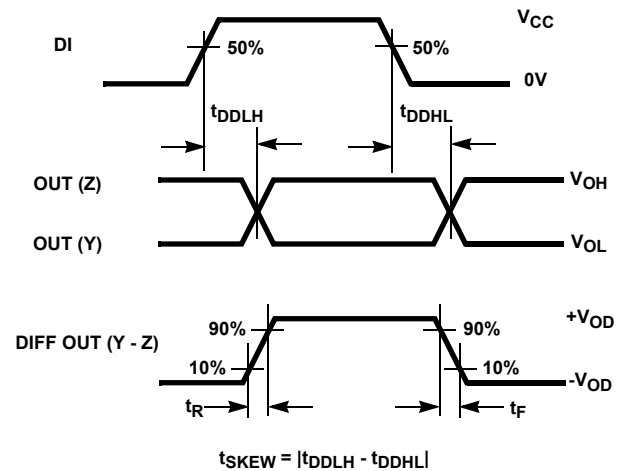 VCC
DI
50%
50%
0V
tDDLH
tDDHL
OUT (Z)
VOH
OUT (Y)
VOL
+VOD
90%
90%
DIFF OUT (Y - Z)
10%
10%
-VOD
tR
tF
tSKEW = |tDDLH - tDDHL|